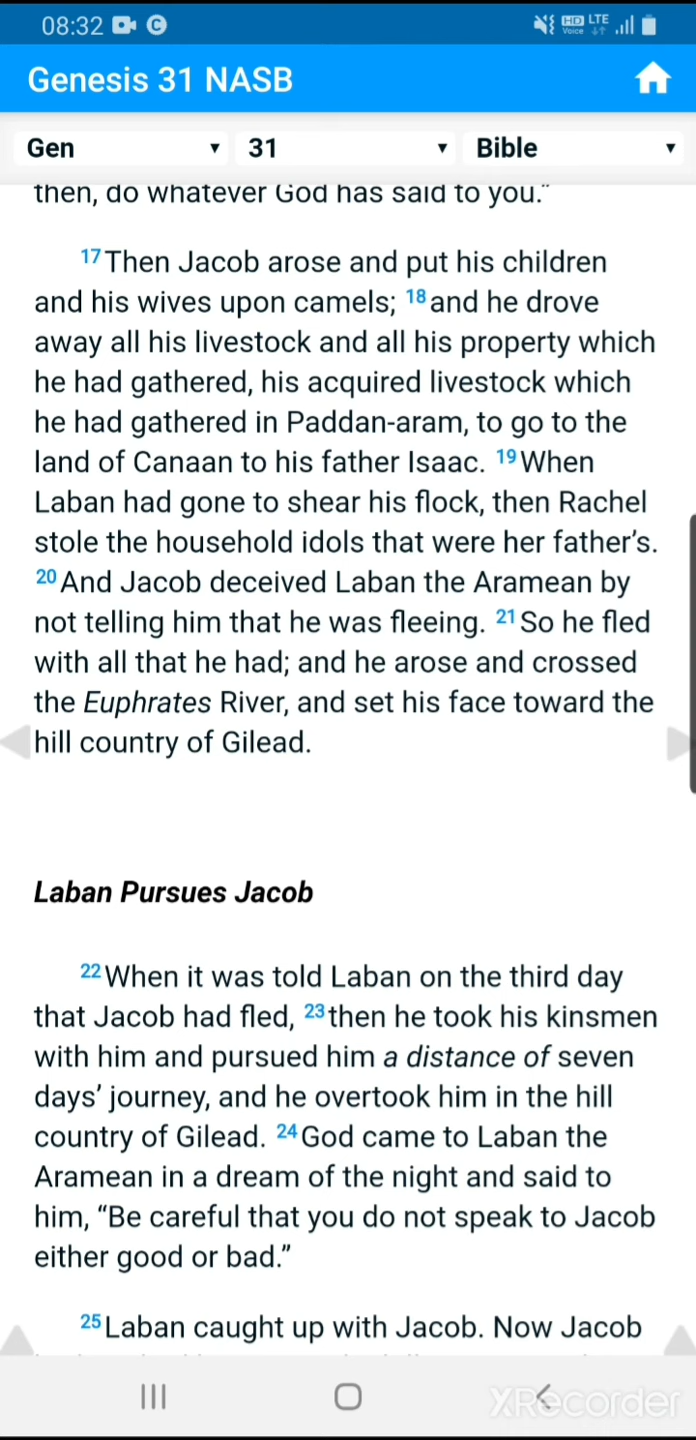 08:32
HD LTE
Voice
Genesis 31 NASB
Gen 31 Bible
then, do whatever God has said to you.”
17 Then Jacob arose and put his children
and his wives upon camels; 18 and he drove
away all his livestock and all his property which
he had gathered, his acquired livestock which
he had gathered in Paddan-aram, to go to the
land of Canaan to his father Isaac. 19 When
Laban had gone to shear his flock, then Rachel
stole the household idols that were her father’s.
20 And Jacob deceived Laban the Aramean by
not telling him that he was fleeing. 21 So he fled
with all that he had; and he arose and crossed
the Euphrates River, and set his face toward the
hill country of Gilead.
Laban Pursues Jacob
22 When it was told Laban on the third day
that Jacob had fled, 23 then he took his kinsmen
with him and pursued him a distance of seven
days’ journey, and he overtook him in the hill
country of Gilead. 24 God came to Laban the
Aramean in a dream of the night and said to
him, “Be careful that you do not speak to Jacob
either good or bad.”
25 Laban caught up with Jacob. Now Jacob
XRecorder